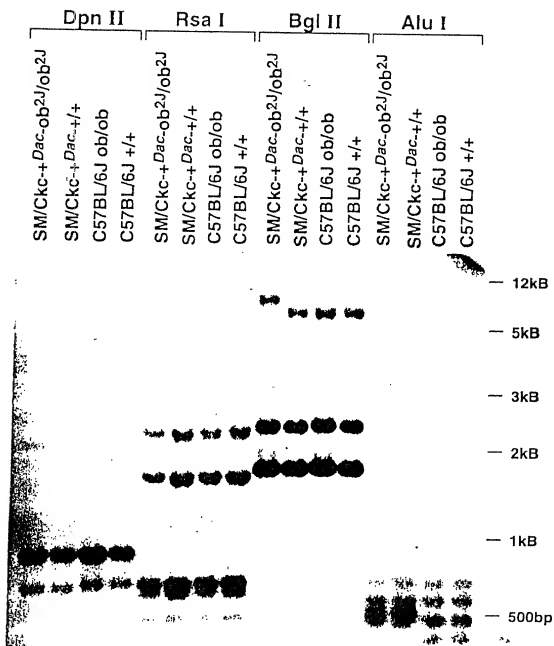 Dpn II
Rsa I
Bgl II
Alu I
SM/Ckc-+Dac-ob2J/ob2J
SM/Ckc-+Dac-+/+
C57BL/6J ob/ob
C57BL/6J +/+
SM/Ckc-+Dac-ob2J/ob2J
SM/Ckc-+Dac-+/+
C57BL/6J ob/ob
C57BL/6J +/+
SM/Ckc-+Dac-ob2J/ob2J
SM/Ckc-+Dac-+/+
C57BL/6J ob/ob
C57BL/6J +/+
SM/Ckc-+Dac-ob2J/ob2J
SM/Ckc-+Dac-+/+
C57BL/6J ob/ob
C57BL/6J +/+
12kB
5kB
3kB
2kB
1kB
500bp